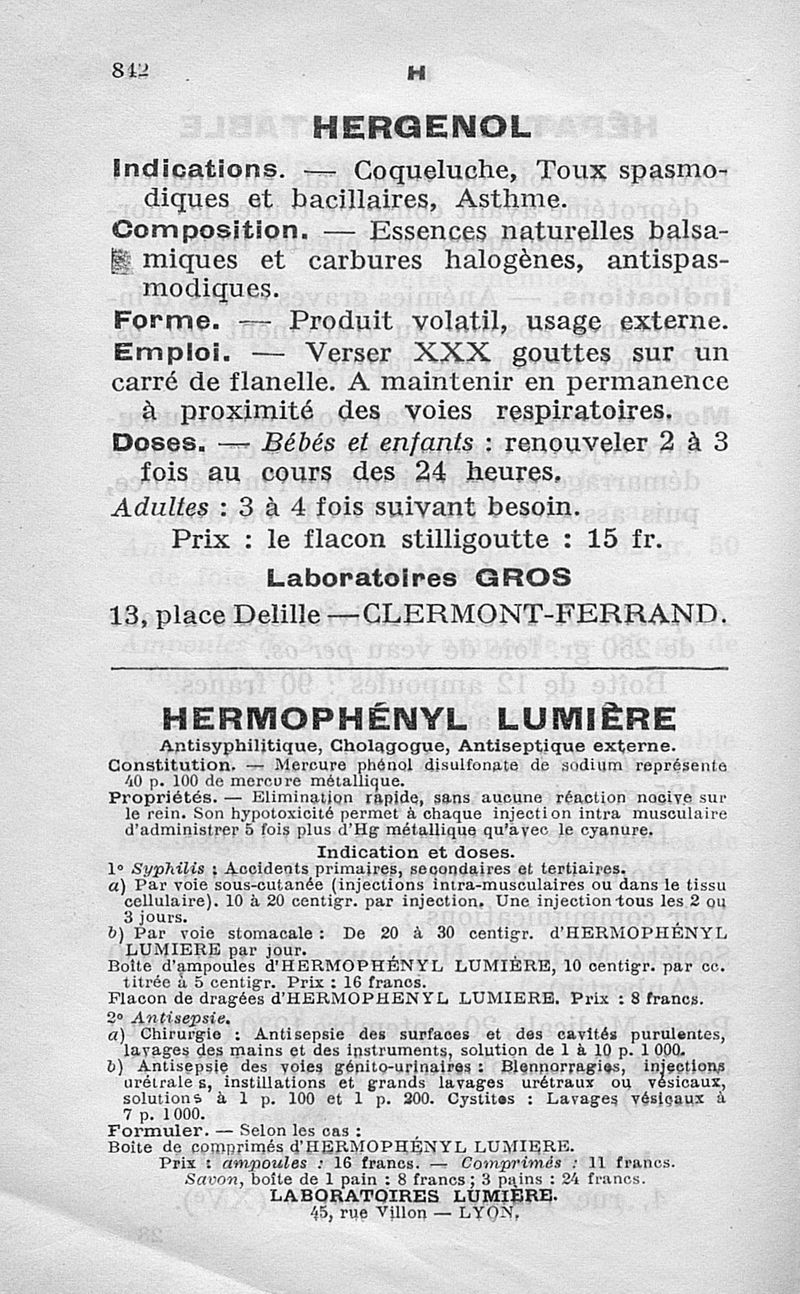 842
H
HERGENOL
Indications. — Coqueluche, Toux spasmo-
diques et bacillaires, Asthme.
Composition. — Essences naturelles balsa-
miques et carbures halogènes, antispas-
modiques.
Forme. — Produit volatil, usage externe.
Emploi. — Verser XXX gouttes sur un
carré de flanelle. A maintenir en permanence
à proximité des voies respiratoires.
Doses. — Bébés et enfants : renouveler 2 à 3
fois au cours des 24 heures.
Adultes : 3 à 4 fois suivant besoin.
Prix : le flacon stilligoutte : 15 fr.
Laboratoires GROS
13, place Delille — CLERMONT-FERRAND.
HERMOPHÉNYL LUMIÈRE
Antisyphilitique, Cholagogue, Antiseptique externe.
Constitution. — Mercure phénol disulfonate de sodium représente
40 p. 100 de mercure métallique.
Propriétés. — Elimination rapide, sans aucune réaction nocive sur
le rein. Son hypotoxicité permet à chaque injection intra musculaire
d'administrer 5 fois plus d'Hg métallique qu'avec le cyanure.
Indication et doses.
1° Syphilis : Accidents primaires, secondaires et tertiaires.
a) Par voie sous-cutanée (injections intra-musculaires ou dans le tissu
cellulaire). 10 à 20 centigr. par injection. Une injection tous les 2 ou
3 jours.
b) Par voie stomacale : De 20 à 30 centigr. d'HERMOPHÉNYL
LUMIERE par jour.
Boîte d'ampoules d'HERMOPHÉNYL LUMIÈRE, 10 centigr. par cc.
titrée à 5 centigr. Prix : 16 francs.
Flacon de dragées d'HERMOPHENYL LUMIERE. Prix : 8 francs.
2° Antisepsie.
a) Chirurgie : Antisepsie des surfaces et des cavités purulentes,
lavages des mains et des instruments, solution de 1 à 10 p. 1 000.
b) Antisepsie des voies génito-urinaires : Blennorragies, injections
urétrale s, instillations et grands lavages urétraux ou vésicaux,
solutions à 1 p. 100 et 1 p. 200. Cystites : Lavages vésicaux à
7 p. 1000.
Formuler. — Selon les cas :
Boite de comprimés d'HERMOPHÉNYL LUMIERE.
Prix : ampoules : 16 francs. — Comprimés : 11 francs.
Savon, boîte de 1 pain : 8 francs ; 3 pains : 24 francs.
LABORATOIRES LUMIÈRE.
45, rue Villon — LYON.